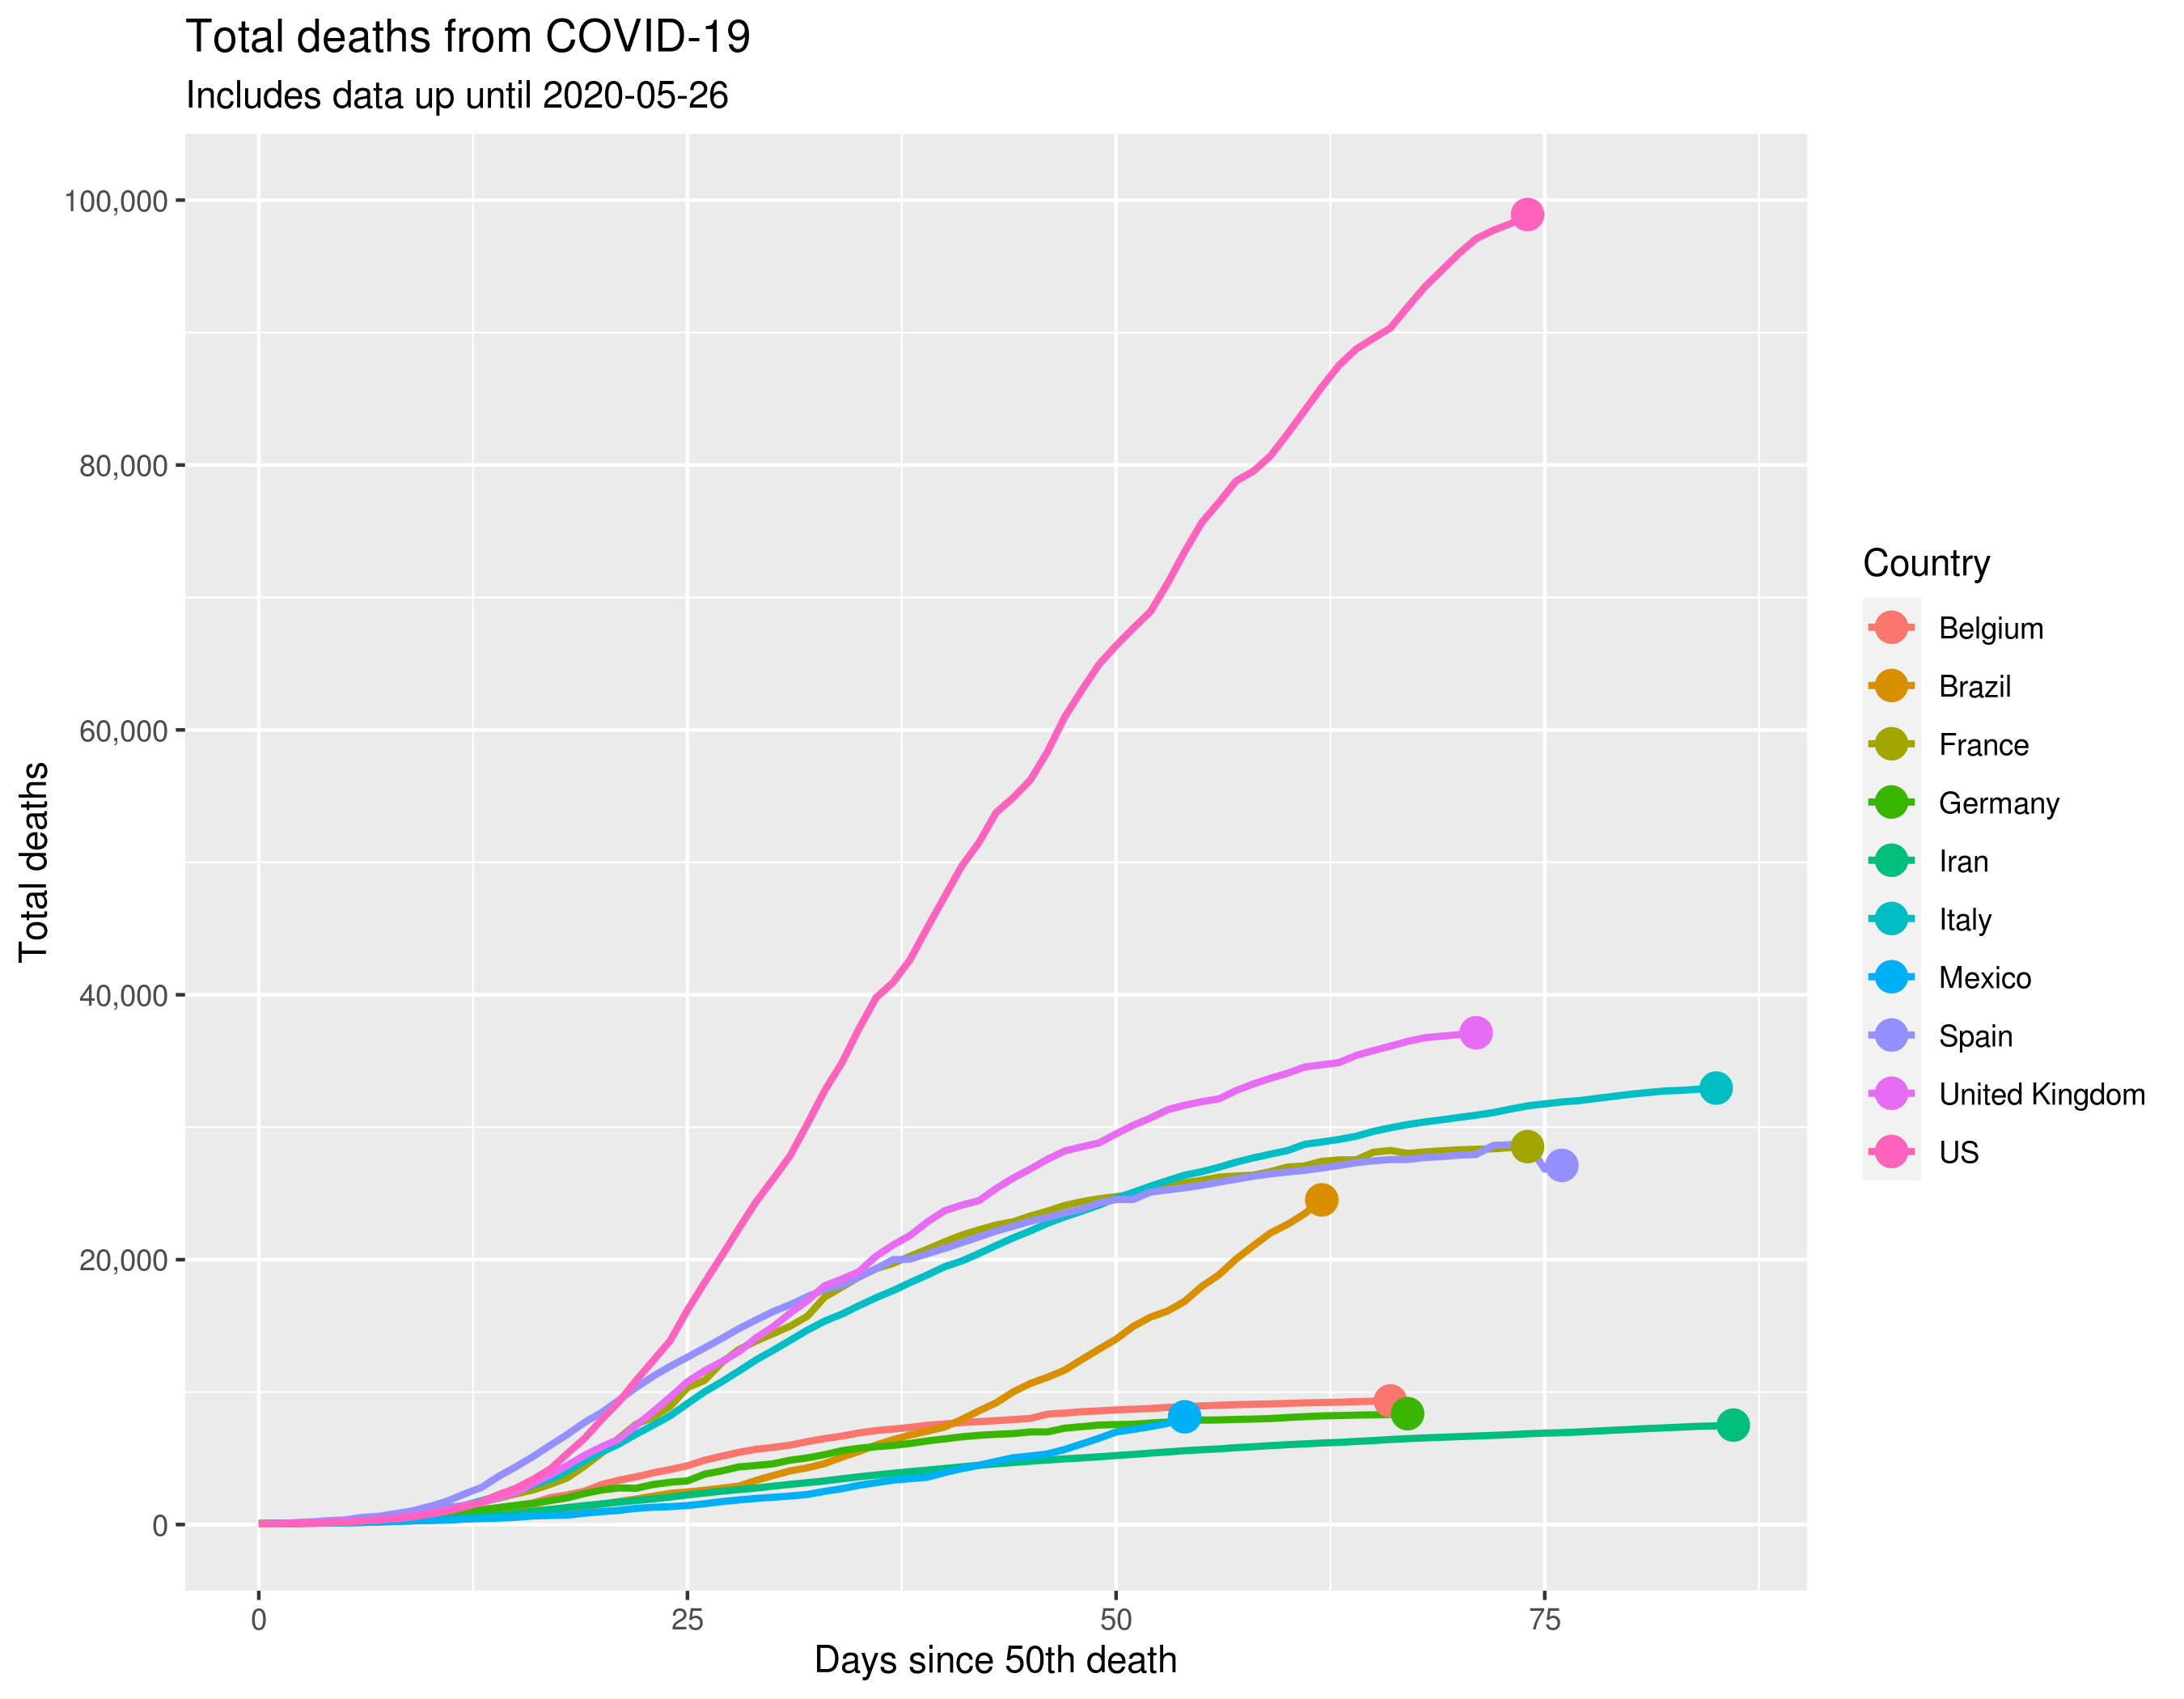 Total deaths from COVID-19
Includes data up until 2020-05-26
Total deaths
100,000
80,000
60,000
40,000
20,000
0
0
25
50
75
Days since 50th death
Country
Belgium
Brazil
France
Germany
Iran
Italy
Mexico
Spain
United Kingdom
US